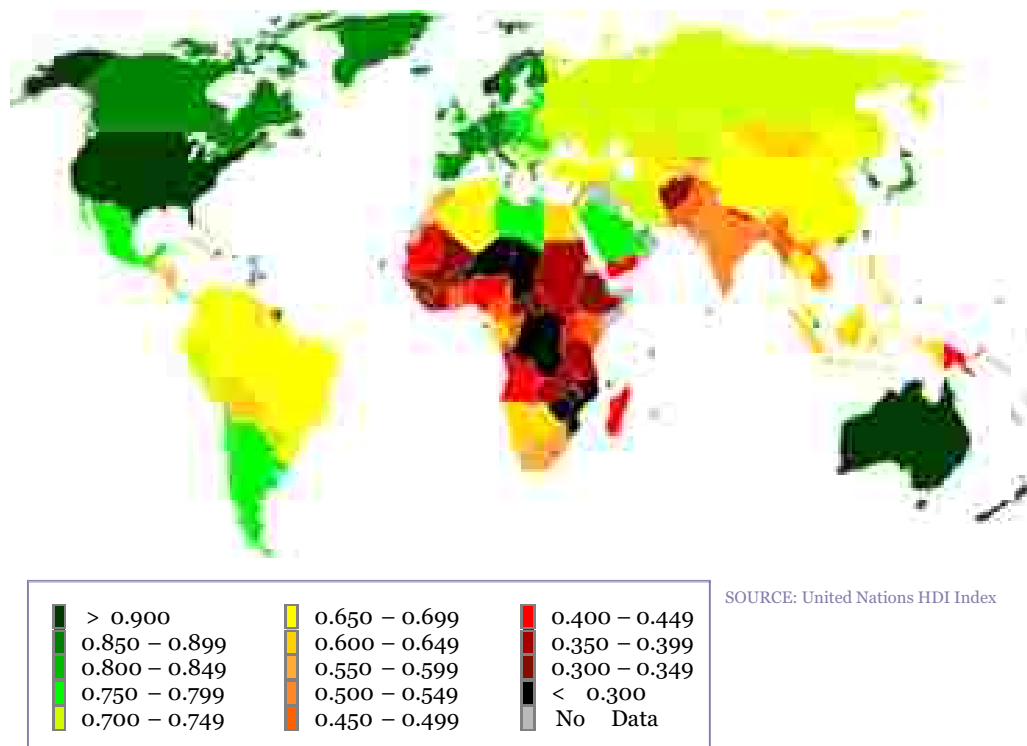 > 0.900
0.850 – 0.899
0.800 – 0.849
0.750 – 0.799
0.700 – 0.749
0.650 – 0.699
0.600 – 0.649
0.550 – 0.599
0.500 – 0.549
0.450 – 0.499
0.400 – 0.449
0.350 – 0.399
0.300 – 0.349
< 0.300
No Data
SOURCE: United Nations HDI Index